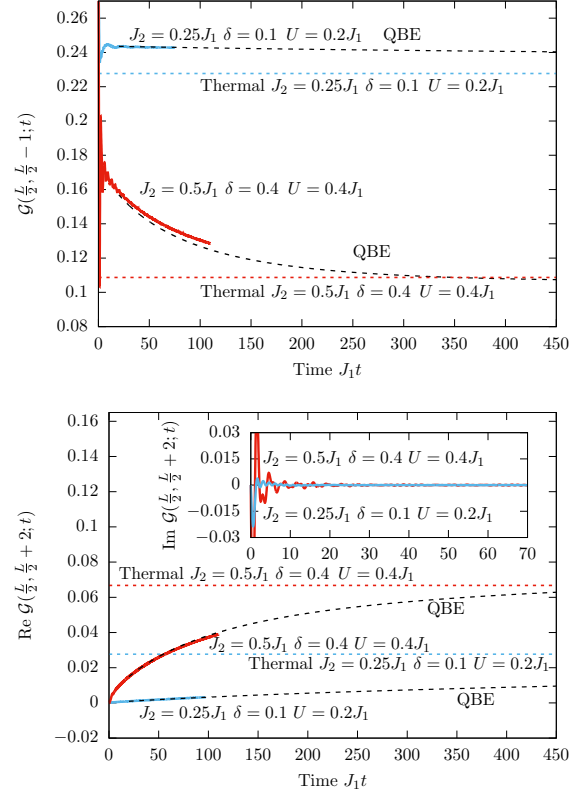 0.26
0.24
0.22
0.2
0.18
0.16
0.14
0.12
0.1
0.08
𝒢(L/2, L/2 − 1; t)
J₂ = 0.25J₁ δ = 0.1 U = 0.2J₁
QBE
Thermal J₂ = 0.25J₁ δ = 0.1 U = 0.2J₁
J₂ = 0.5J₁ δ = 0.4 U = 0.4J₁
QBE
Thermal J₂ = 0.5J₁ δ = 0.4 U = 0.4J₁
0 50 100 150 200 250 300 350 400 450
Time J₁t
0.16
0.12
0.08
0.04
0
−0.02
Re 𝒢(L/2, L/2 + 2; t)
0.03
0.015
0
−0.015
−0.03
Im 𝒢(L/2, L/2 + 2; t)
J₂ = 0.5J₁ δ = 0.4 U = 0.4J₁
J₂ = 0.25J₁ δ = 0.1 U = 0.2J₁
0 10 20 30 40 50 60 70
Thermal J₂ = 0.5J₁ δ = 0.4 U = 0.4J₁
QBE
J₂ = 0.5J₁ δ = 0.4 U = 0.4J₁
Thermal J₂ = 0.25J₁ δ = 0.1 U = 0.2J₁
J₂ = 0.25J₁ δ = 0.1 U = 0.2J₁
QBE
0 50 100 150 200 250 300 350 400 450
Time J₁t